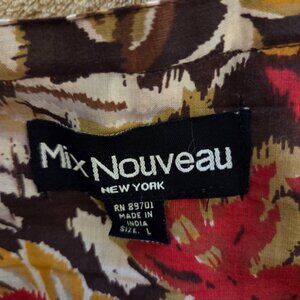 Mix Nouveau
NEW YORK
RN 89701
MADE IN
INDIA
SIZE: L